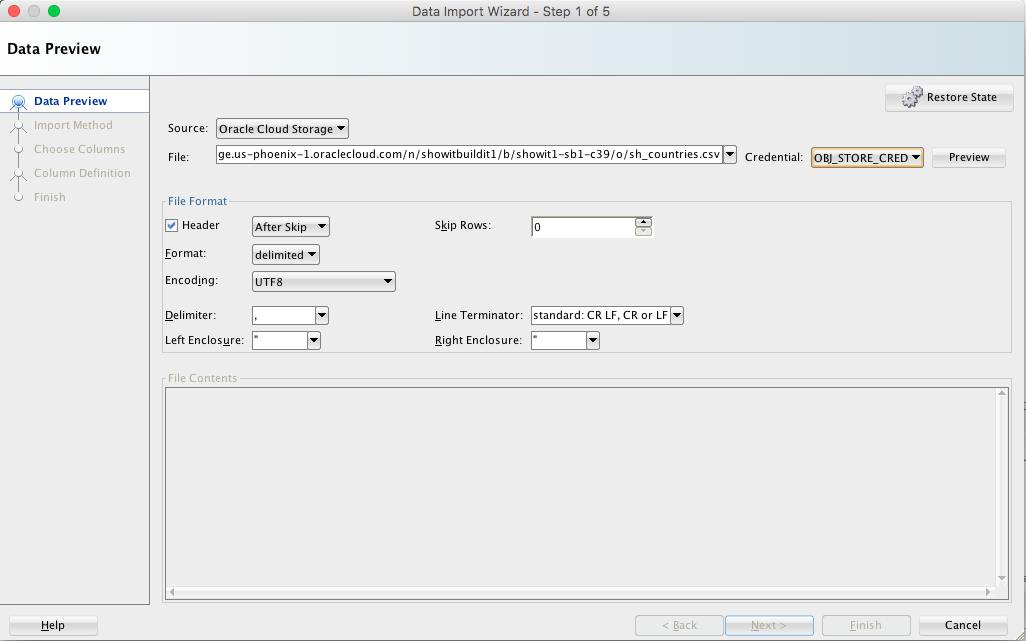 Data Import Wizard - Step 1 of 5
Data Preview
Data Preview
Import Method
Choose Columns
Column Definition
Finish
Restore State
Source: Oracle Cloud Storage
File: ge.us-phoenix-1.oraclecloud.com/n/showitbuildit1/b/showit1-sb1-c39/o/sh_countries.csv Credential: OBJ_STORE_CRED Preview
File Format
Header After Skip Skip Rows: 0
Format: delimited
Encoding: UTF8
Delimiter: , Line Terminator: standard: CR LF, CR or LF
Left Enclosure: " Right Enclosure: "
File Contents
Help < Back Next > Finish Cancel